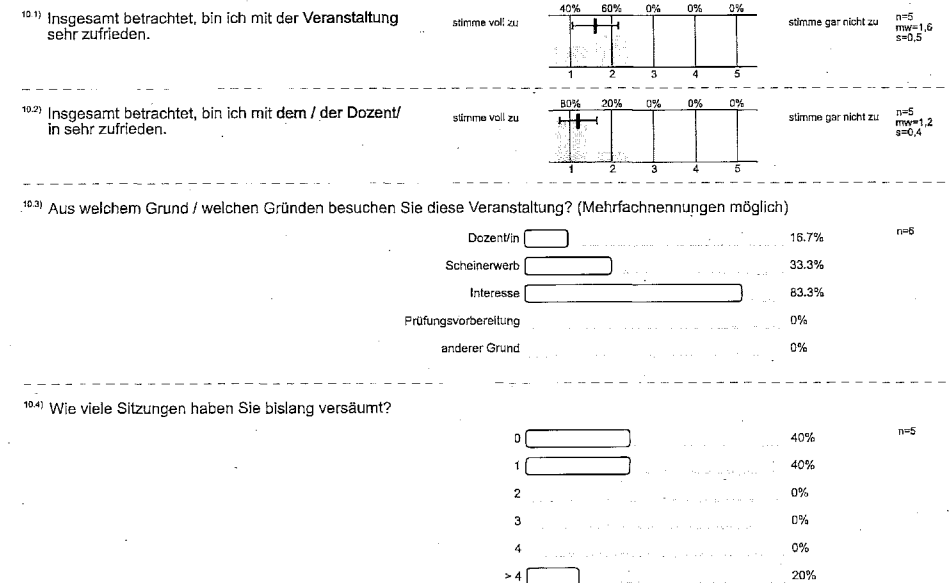 10.1) Insgesamt betrachtet, bin ich mit der Veranstaltung
sehr zufrieden.
stimme voll zu
40% 60% 0% 0% 0%
1 2 3 4 5
stimme gar nicht zu
n=5
mw=1,6
s=0,5
10.2) Insgesamt betrachtet, bin ich mit dem / der Dozent/
in sehr zufrieden.
stimme voll zu
80% 20% 0% 0% 0%
1 2 3 4 5
stimme gar nicht zu
n=5
mw=1,2
s=0,4
10.3) Aus welchem Grund / welchen Gründen besuchen Sie diese Veranstaltung? (Mehrfachnennungen möglich)
Dozent/in 16.7% n=6
Scheinerwerb 33.3%
Interesse 83.3%
Prüfungsvorbereitung 0%
anderer Grund 0%
10.4) Wie viele Sitzungen haben Sie bislang versäumt?
0 40% n=5
1 40%
2 0%
3 0%
4 0%
> 4 20%